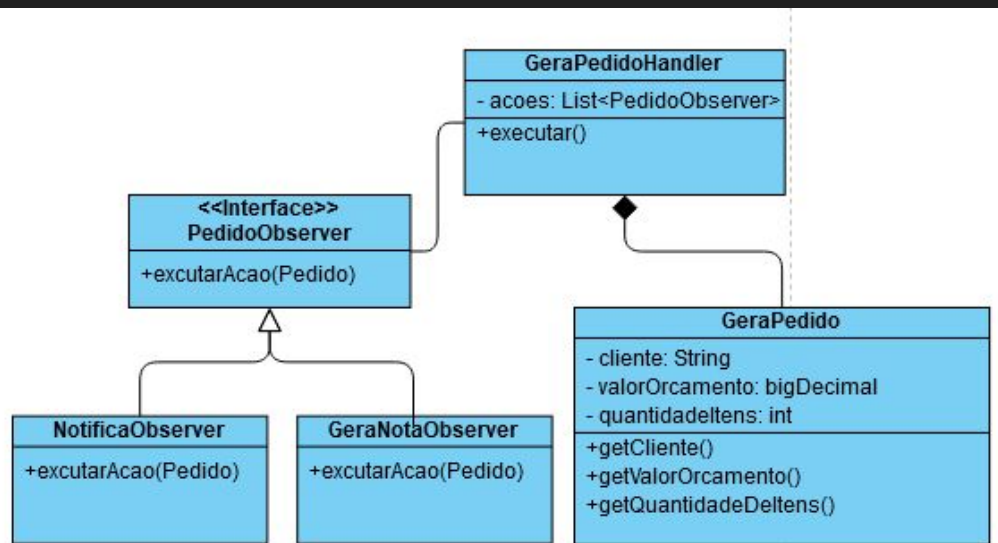 GeraPedidoHandler
- acoes: List<PedidoObserver>
+executar()
<<Interface>>
PedidoObserver
+excutarAcao(Pedido)
GeraPedido
- cliente: String
- valorOrcamento: bigDecimal
- quantidadeItens: int
+getCliente()
+getValorOrcamento()
+getQuantidadeDeItens()
NotificaObserver
+excutarAcao(Pedido)
GeraNotaObserver
+excutarAcao(Pedido)